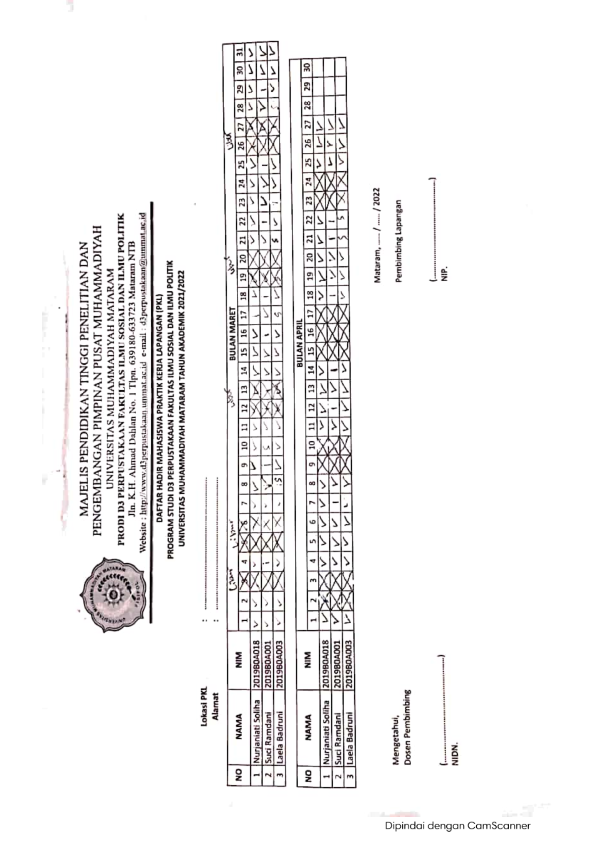 MAJELIS PENDIDIKAN TINGGI PENELITIAN DAN
PENGEMBANGAN PIMPINAN PUSAT MUHAMMADIYAH
UNIVERSITAS MUHAMMADIYAH MATARAM
PRODI D3 PERPUSTAKAAN FAKULTAS ILMU SOSIAL DAN ILMU POLITIK
Jln. K.H. Ahmad Dahlan No. 1 Tlpn. 639180-633723 Mataram NTB
Website : http://www.d3perpustakaan.ummat.ac.id e-mail : d3perpustakaan@ummat.ac.id
DAFTAR HADIR MAHASISWA PRAKTIK KERJA LAPANGAN (PKL)
PROGRAM STUDI D3 PERPUSTAKAAN FAKULTAS ILMU SOSIAL DAN ILMU POLITIK
UNIVERSITAS MUHAMMADIYAH MATARAM TAHUN AKADEMIK 2021/2022
Lokasi PKL : ....................
Alamat : ....................
NO NAMA NIM BULAN MARET
1 2 4 7 8 9 10 11 12 13 14 15 16 17 18 19 20 21 22 23 24 25 26 27 28 29 30 31
1 Nurjaniati Soliha 2019B0A018
2 Suci Ramdani 2019B0A001
3 Laela Badruni 2019B0A003
NO NAMA NIM BULAN APRIL
1 2 3 4 5 6 7 8 9 10 11 12 13 14 15 16 17 18 19 20 21 22 23 24 25 26 27 28 29 30
1 Nurjaniati Soliha 2019B0A018
2 Suci Ramdani 2019B0A001
3 Laela Badruni 2019B0A003
Mataram, ..... / ..... / 2022
Mengetahui,
Dosen Pembimbing Pembimbing Lapangan
(..............................) (..............................)
NIDN. NIP.
Dipindai dengan CamScanner